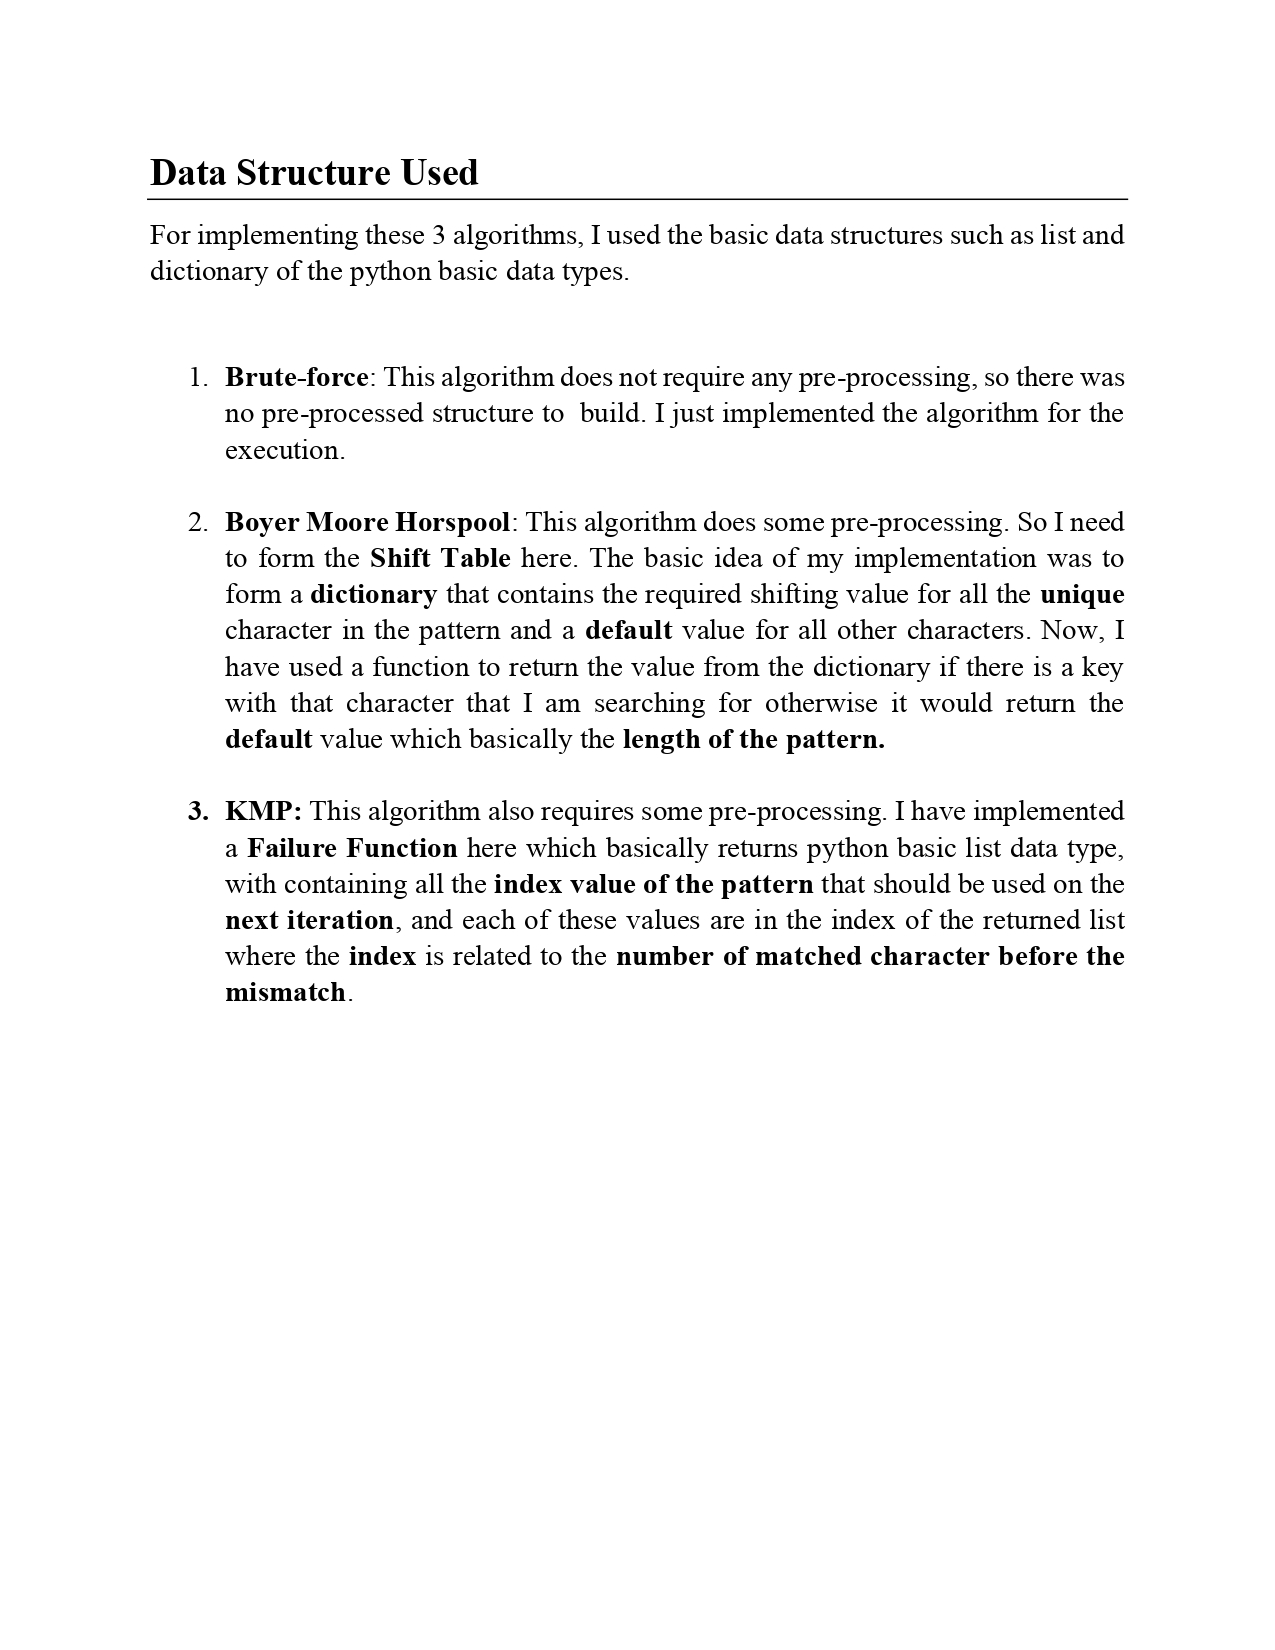 Data Structure Used
For implementing these 3 algorithms, I used the basic data structures such as list and
dictionary of the python basic data types.
1. Brute-force: This algorithm does not require any pre-processing, so there was
no pre-processed structure to  build. I just implemented the algorithm for the
execution.
2. Boyer Moore Horspool: This algorithm does some pre-processing. So I need
to form the Shift Table here. The basic idea of my implementation was to
form a dictionary that contains the required shifting value for all the unique
character in the pattern and a default value for all other characters. Now, I
have used a function to return the value from the dictionary if there is a key
with that character that I am searching for otherwise it would return the
default value which basically the length of the pattern.
3. KMP: This algorithm also requires some pre-processing. I have implemented
a Failure Function here which basically returns python basic list data type,
with containing all the index value of the pattern that should be used on the
next iteration, and each of these values are in the index of the returned list
where the index is related to the number of matched character before the
mismatch.